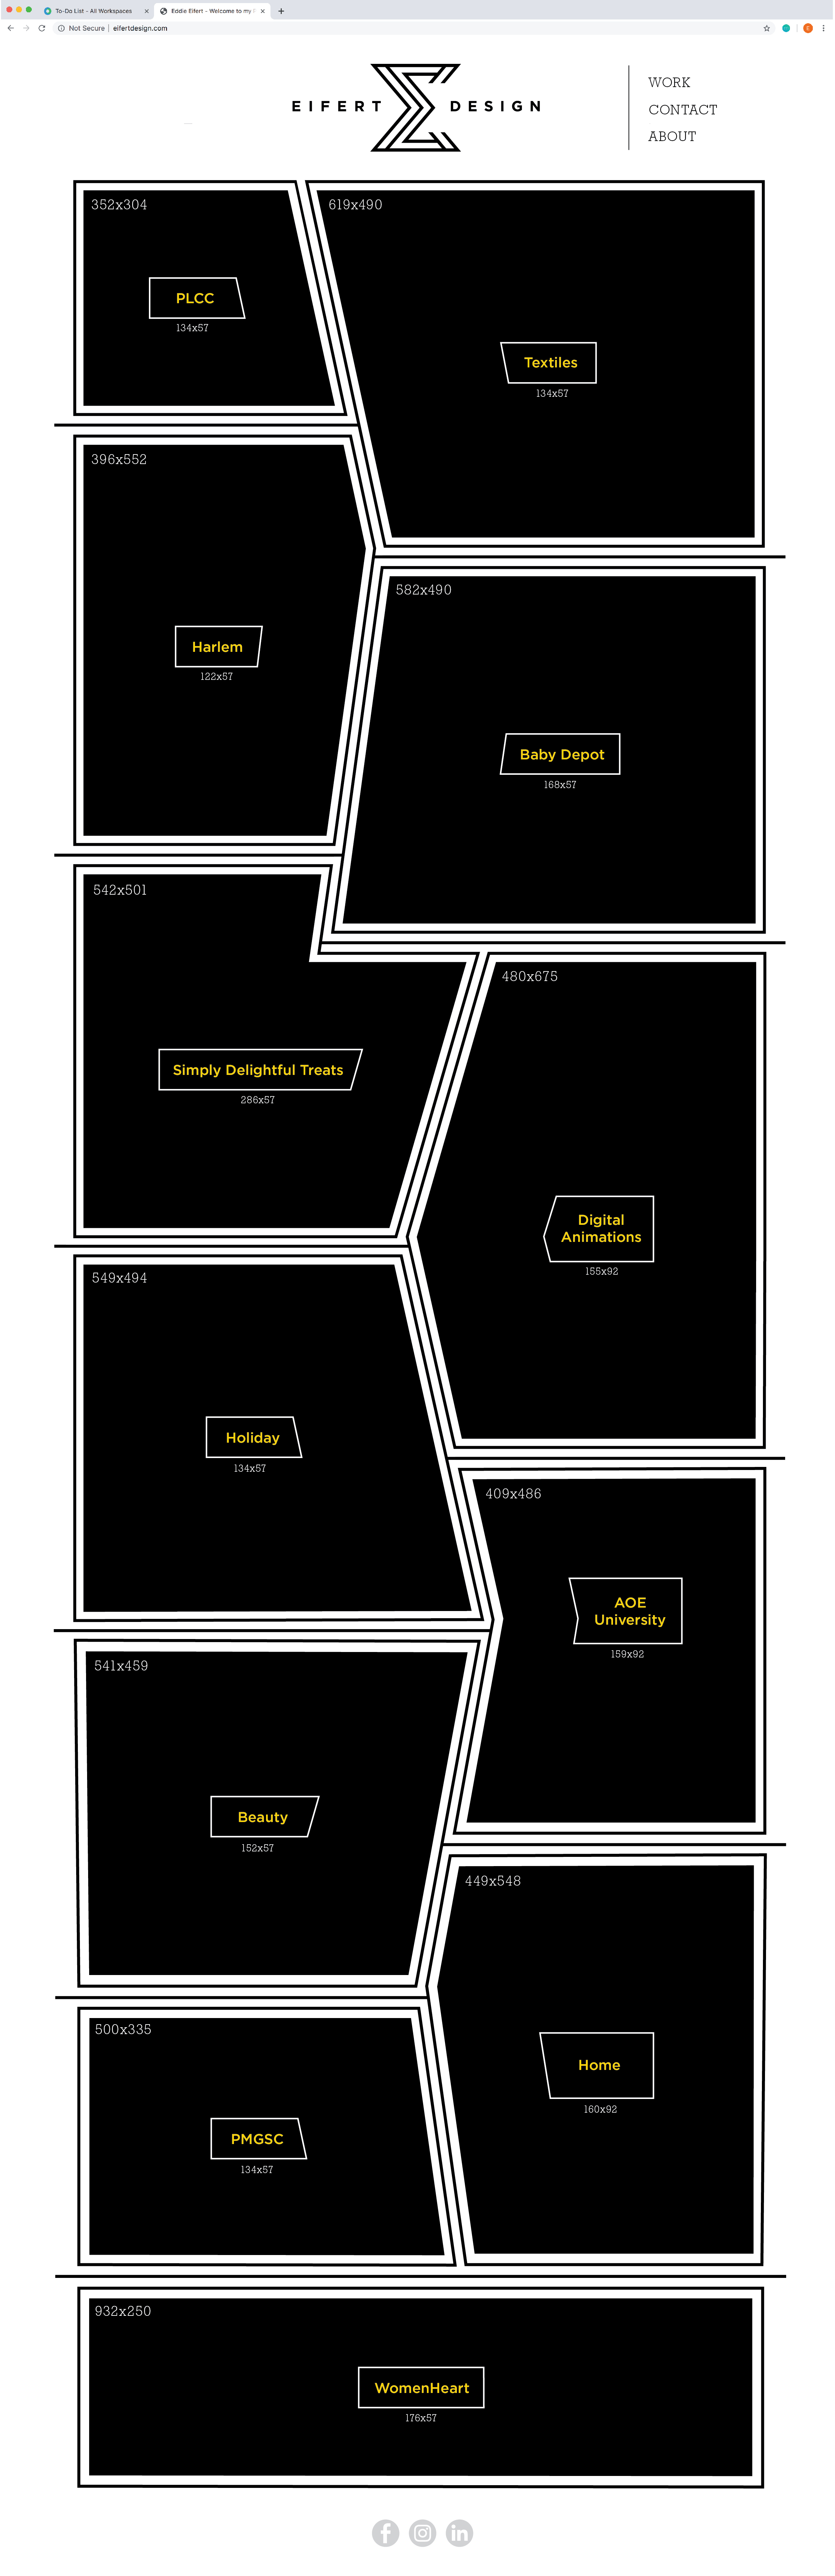 To-Do List - All Workspaces
Eddie Eifert - Welcome to my
Not Secure | eifertdesign.com
EIFERT DESIGN
WORK
CONTACT
ABOUT
352x304
PLCC
134x57
619x490
Textiles
134x57
396x552
Harlem
122x57
582x490
Baby Depot
168x57
542x501
Simply Delightful Treats
286x57
480x675
Digital
Animations
155x92
549x494
Holiday
134x57
409x486
AOE
University
159x92
541x459
Beauty
152x57
449x548
Home
160x92
500x335
PMGSC
134x57
932x250
WomenHeart
176x57